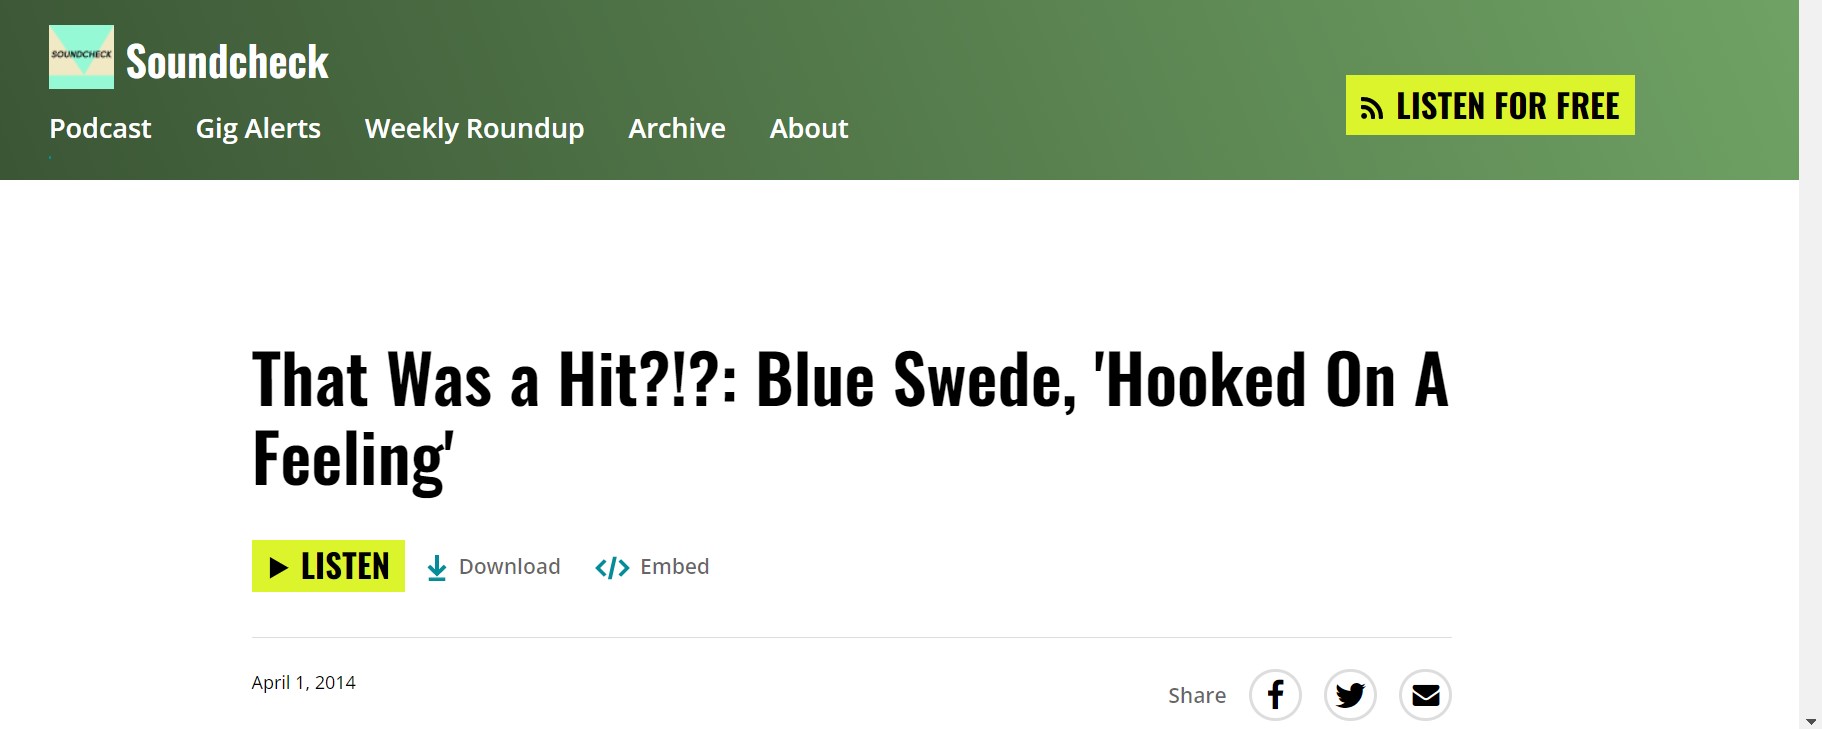 SOUNDCHECK
Soundcheck
Podcast Gig Alerts Weekly Roundup Archive About
LISTEN FOR FREE
That Was a Hit?!?: Blue Swede, 'Hooked On A
Feeling'
LISTEN Download Embed
April 1, 2014
Share